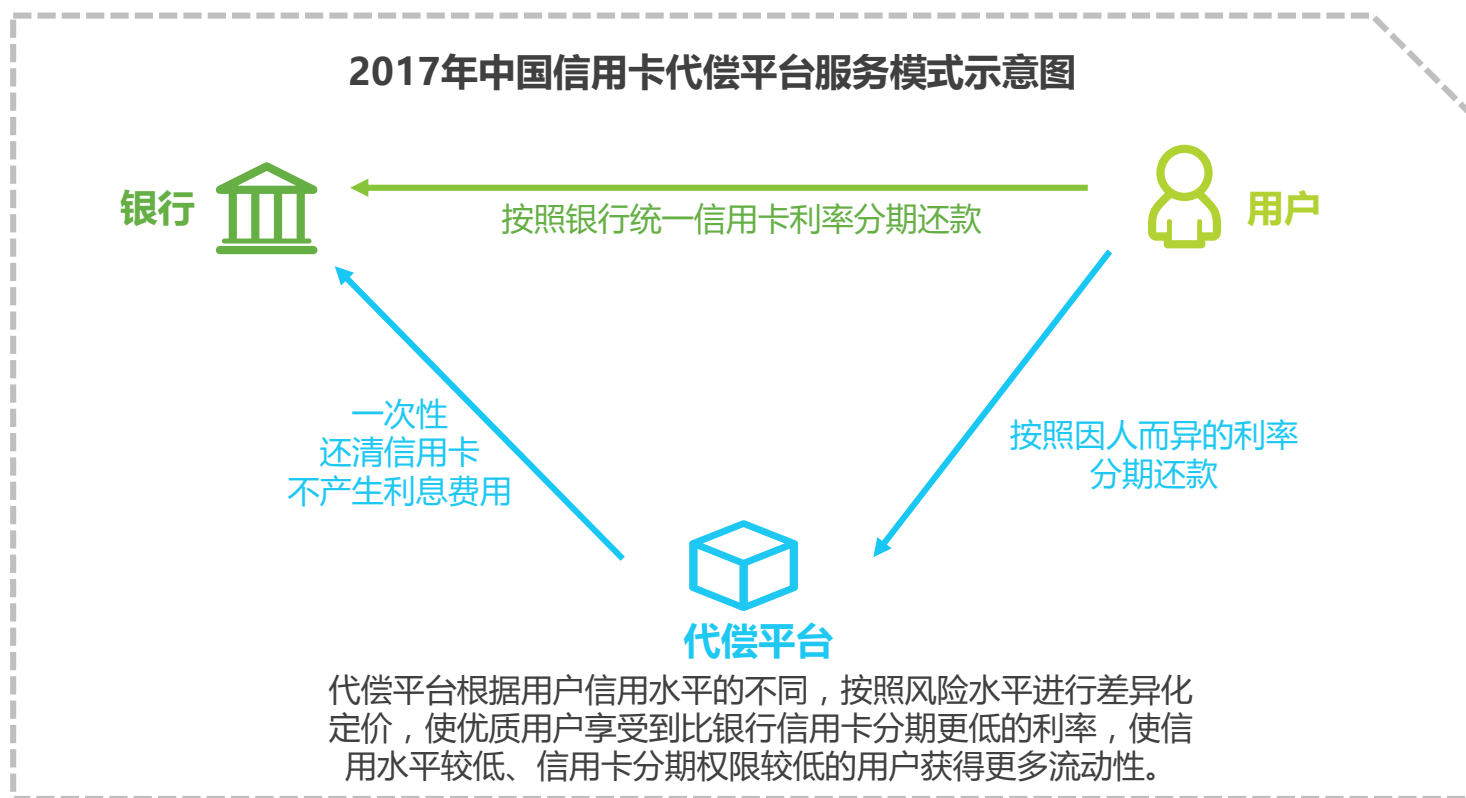 2017年中国信用卡代偿平台服务模式示意图
银行
用户
按照银行统一信用卡利率分期还款
一次性
还清信用卡
不产生利息费用
按照因人而异的利率
分期还款
代偿平台
代偿平台根据用户信用水平的不同，按照风险水平进行差异化
定价，使优质用户享受到比银行信用卡分期更低的利率，使信
用水平较低、信用卡分期权限较低的用户获得更多流动性。